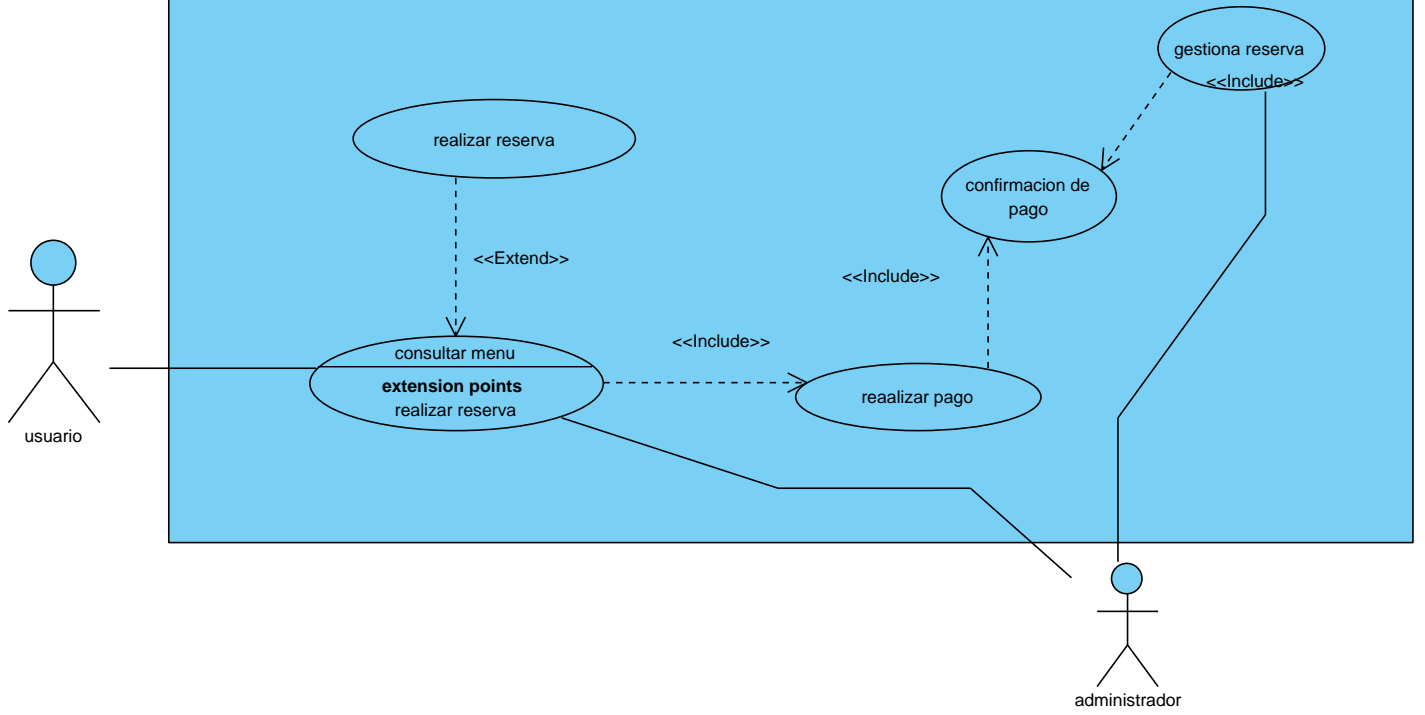 gestiona reserva
<<Include>>
realizar reserva
confirmacion de
pago
<<Extend>>
<<Include>>
<<Include>>
consultar menu
extension points
realizar reserva
reaalizar pago
usuario
administrador